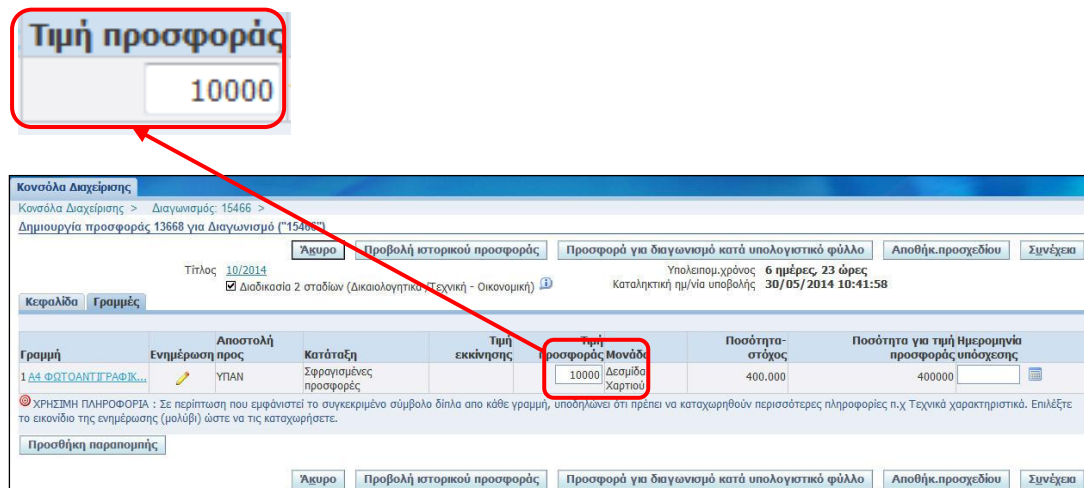 Τιμή προσφοράς
10000
Κονσόλα Διαχείρισης
Κονσόλα Διαχείρισης > Διαγωνισμός: 15466 >
Δημιουργία προσφοράς 13668 για Διαγωνισμό ("15466")
Άκυρο Προβολή ιστορικού προσφοράς Προσφορά για διαγωνισμό κατά υπολογιστικό φύλλο Αποθήκ.προσχεδίου Συνέχεια
Τίτλος 10/2014 Υπολειπομ.χρόνος 6 ημέρες, 23 ώρες
Διαδικασία 2 σταδίων (Δικαιολογητικά /Τεχνική - Οικονομική) Καταληκτική ημ/νία υποβολής 30/05/2014 10:41:58
Κεφαλίδα Γραμμές
Αποστολή Τιμή Τιμή Ποσότητα- Ποσότητα για τιμή Ημερομηνία
Γραμμή Ενημέρωση προς Κατάταξη εκκίνησης προσφοράς Μονάδα στόχος προσφοράς υπόσχεσης
1 Α4 ΦΩΤΟΑΝΤΙΓΡΑΦΙΚ... ΥΠΑΝ Σφραγισμένες προσφορές 10000 Δεσμίδα Χαρτιού 400.000 400000
ΧΡΗΣΙΜΗ ΠΛΗΡΟΦΟΡΙΑ : Σε περίπτωση που εμφανιστεί το συγκεκριμένο σύμβολο δίπλα απο κάθε γραμμή, υποδηλώνει ότι πρέπει να καταχωρηθούν περισσότερες πληροφορίες π.χ Τεχνικά χαρακτηριστικά. Επιλέξτε
το εικονίδιο της ενημέρωσης (μολύβι) ώστε να τις καταχωρήσετε.
Προσθήκη παραπομπής
Άκυρο Προβολή ιστορικού προσφοράς Προσφορά για διαγωνισμό κατά υπολογιστικό φύλλο Αποθήκ.προσχεδίου Συνέχεια